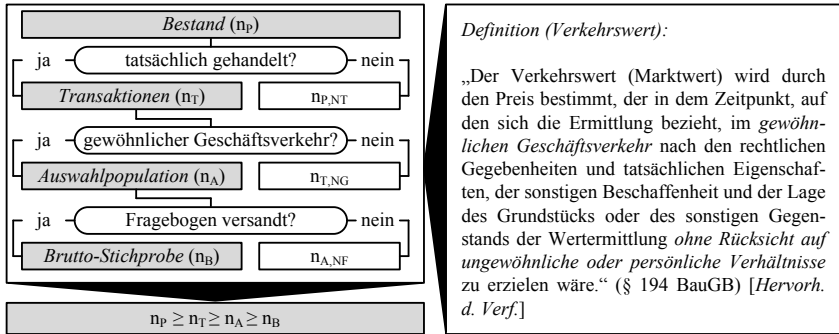 Bestand (nP)
ja tatsächlich gehandelt? nein
Transaktionen (nT) nP,NT
ja gewöhnlicher Geschäftsverkehr? nein
Auswahlpopulation (nA) nT,NG
ja Fragebogen versandt? nein
Brutto-Stichprobe (nB) nA,NF
nP ≥ nT ≥ nA ≥ nB
Definition (Verkehrswert):
„Der Verkehrswert (Marktwert) wird durch
den Preis bestimmt, der in dem Zeitpunkt, auf
den sich die Ermittlung bezieht, im gewöhn-
lichen Geschäftsverkehr nach den rechtlichen
Gegebenheiten und tatsächlichen Eigenschaf-
ten, der sonstigen Beschaffenheit und der Lage
des Grundstücks oder des sonstigen Gegen-
stands der Wertermittlung ohne Rücksicht auf
ungewöhnliche oder persönliche Verhältnisse
zu erzielen wäre.“ (§ 194 BauGB) [Hervorh.
d. Verf.]